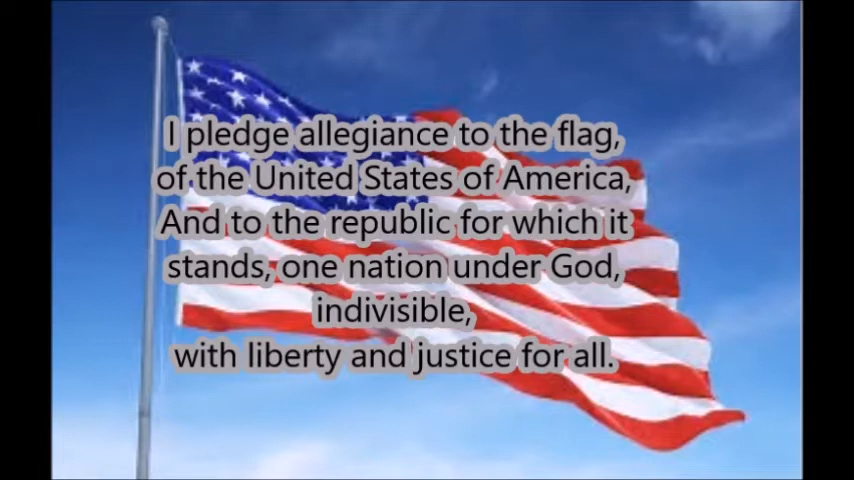 I pledge allegiance to the flag,
of the United States of America,
And to the republic for which it
stands, one nation under God,
indivisible,
with liberty and justice for all.